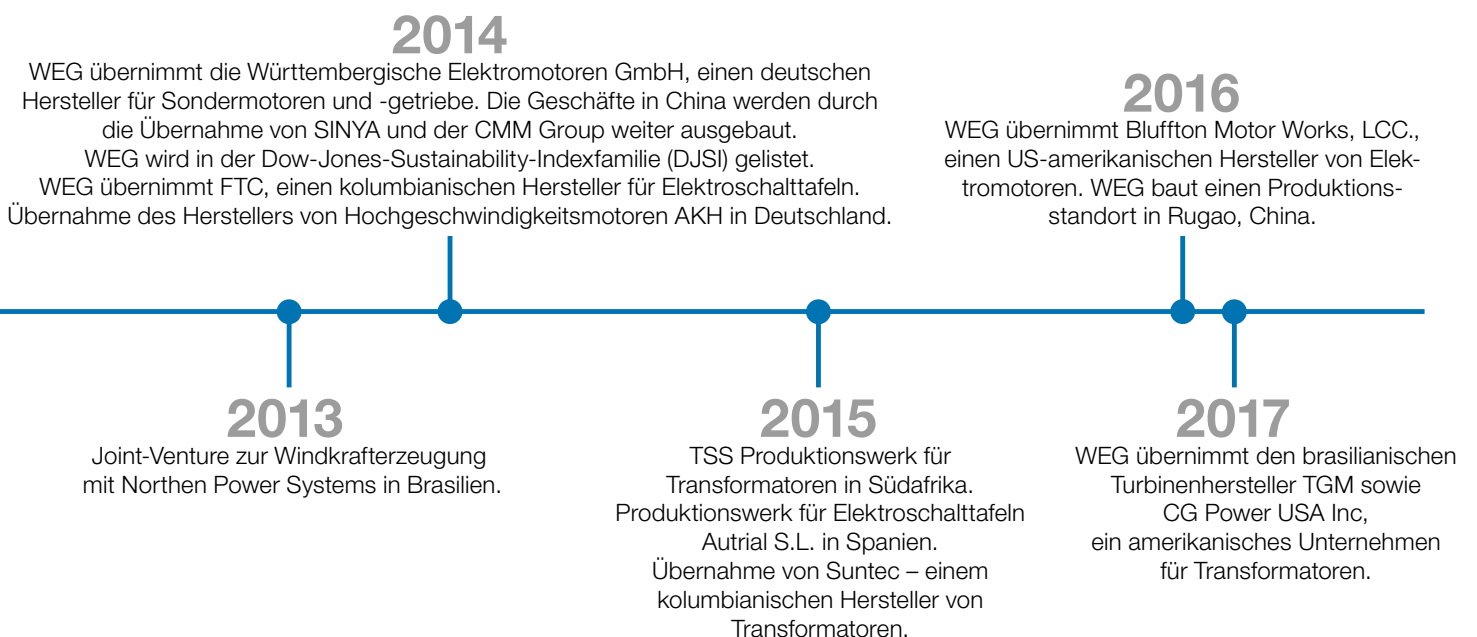 2014
WEG übernimmt die Württembergische Elektromotoren GmbH, einen deutschen
Hersteller für Sondermotoren und -getriebe. Die Geschäfte in China werden durch
die Übernahme von SINYA und der CMM Group weiter ausgebaut.
WEG wird in der Dow-Jones-Sustainability-Indexfamilie (DJSI) gelistet.
WEG übernimmt FTC, einen kolumbianischen Hersteller für Elektroschalttafeln.
Übernahme des Herstellers von Hochgeschwindigkeitsmotoren AKH in Deutschland.
2016
WEG übernimmt Bluffton Motor Works, LCC.,
einen US-amerikanischen Hersteller von Elek-
tromotoren. WEG baut einen Produktions-
standort in Rugao, China.
2013
Joint-Venture zur Windkrafterzeugung
mit Northen Power Systems in Brasilien.
2015
TSS Produktionswerk für
Transformatoren in Südafrika.
Produktionswerk für Elektroschalttafeln
Autrial S.L. in Spanien.
Übernahme von Suntec – einem
kolumbianischen Hersteller von
Transformatoren.
2017
WEG übernimmt den brasilianischen
Turbinenhersteller TGM sowie
CG Power USA Inc,
ein amerikanisches Unternehmen
für Transformatoren.